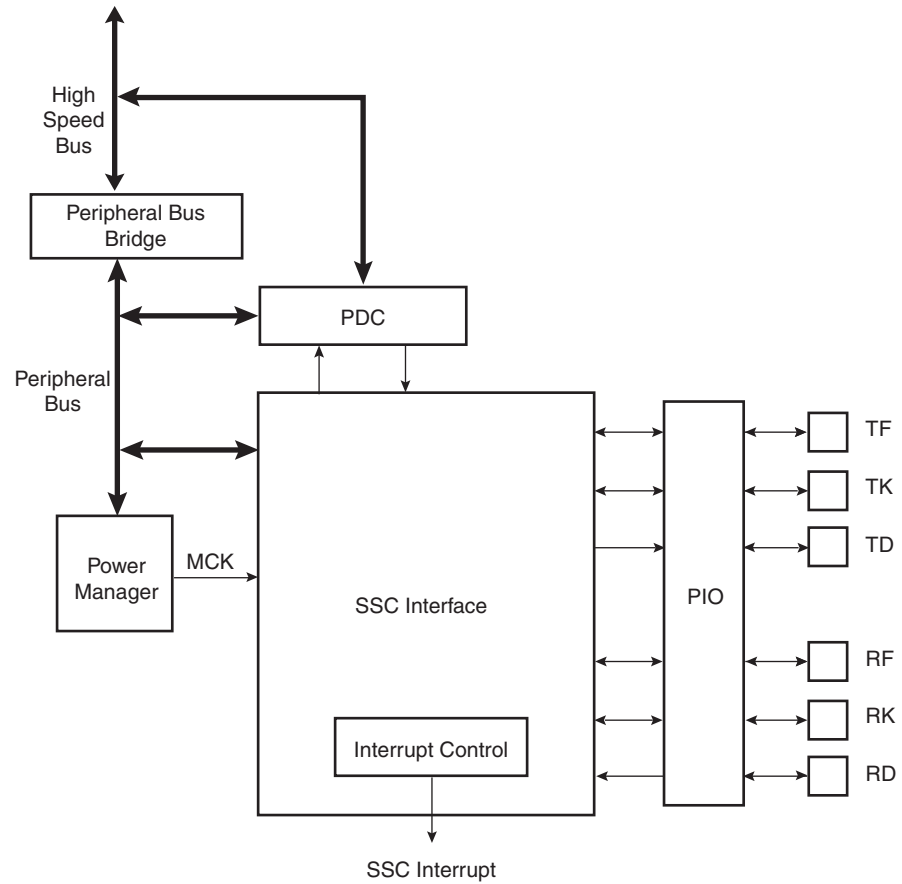 High
Speed
Bus
Peripheral Bus
Bridge
PDC
Peripheral
Bus
TF
TK
TD
Power
Manager
MCK
SSC Interface
PIO
RF
RK
RD
Interrupt Control
SSC Interrupt